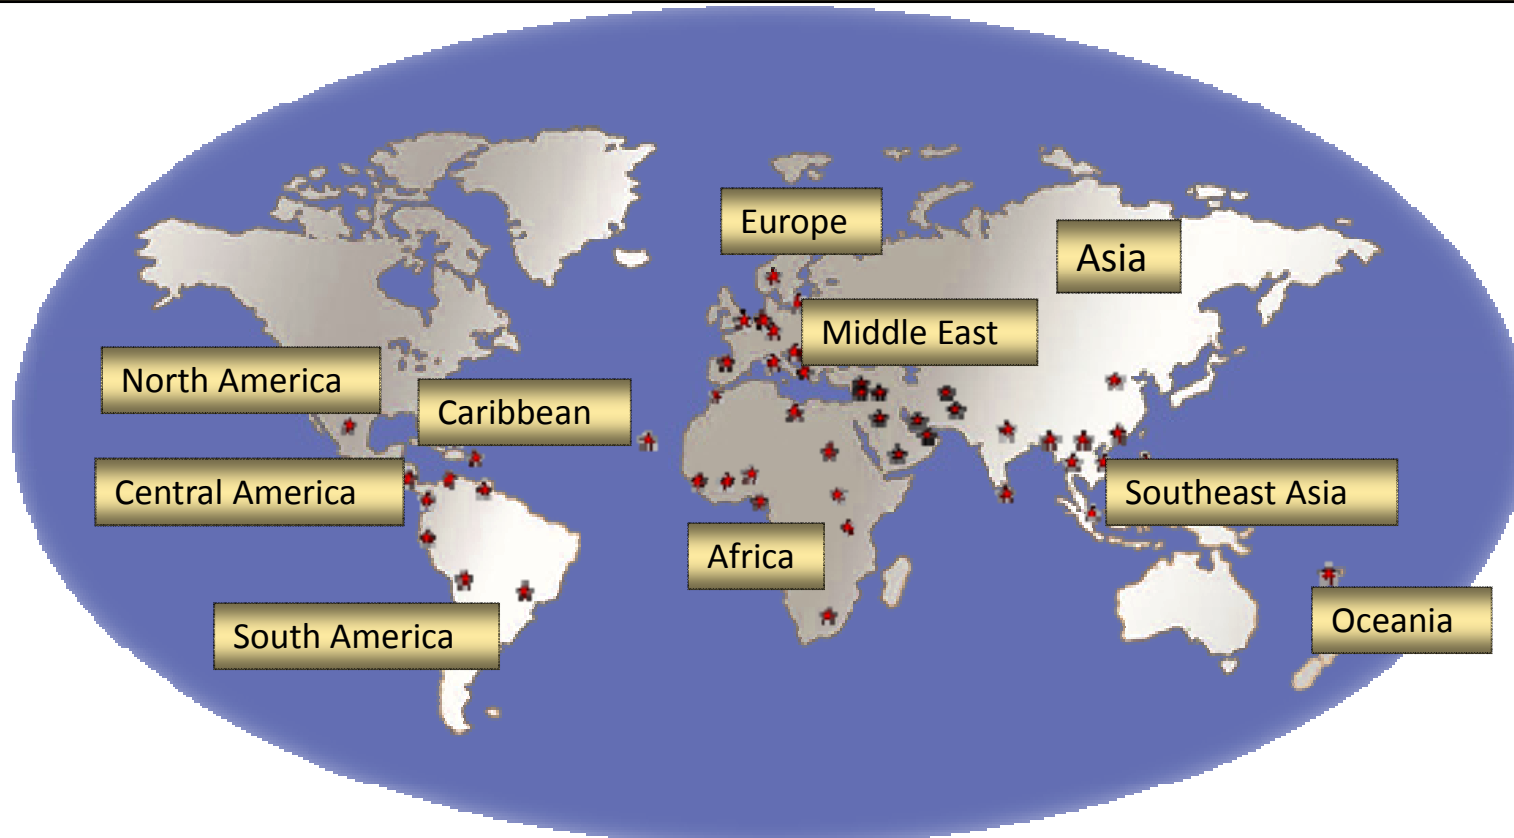 Europe
Asia
Middle East
North America
Caribbean
Central America
Southeast Asia
Africa
South America
Oceania